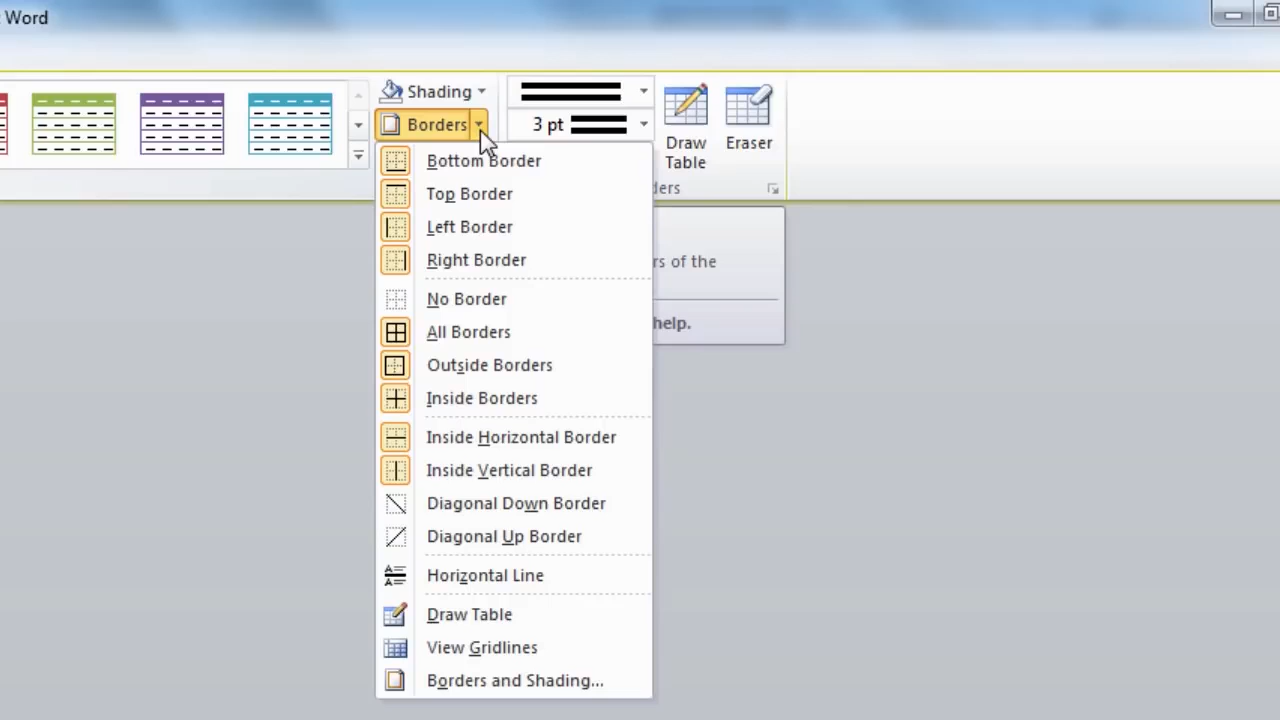 Word
Shading
Borders
3 pt
Draw
Table
Eraser
Bottom Border
Top Border
Left Border
Right Border
rs of the
No Border
help.
All Borders
Outside Borders
Inside Borders
Inside Horizontal Border
Inside Vertical Border
Diagonal Down Border
Diagonal Up Border
Horizontal Line
Draw Table
View Gridlines
Borders and Shading...